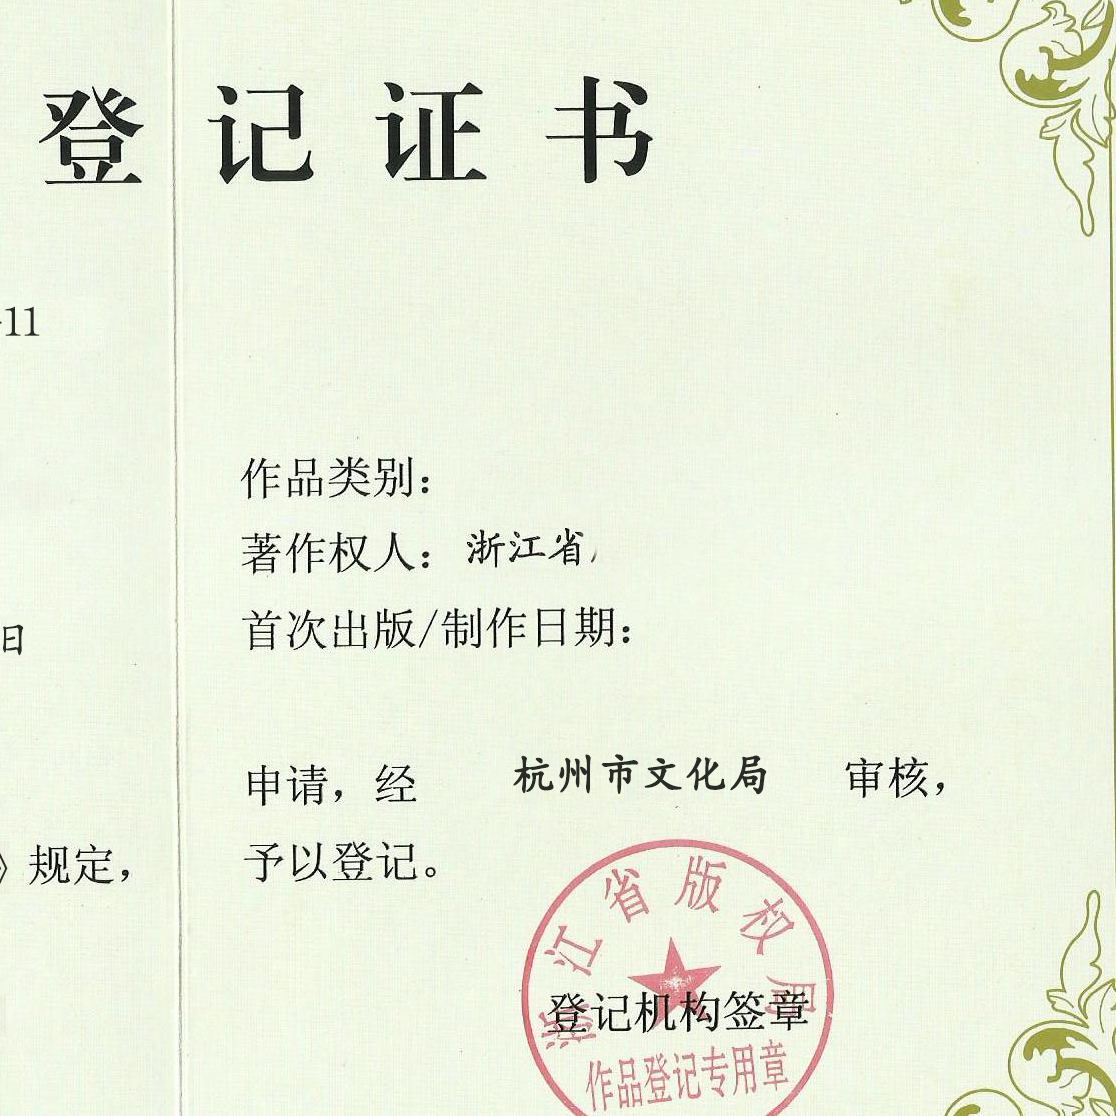 登记证书
-11
作品类别：
著作权人：浙江省
首次出版/制作日期：
日
申请，经 杭州市文化局 审核，
》规定，
予以登记。
浙江省版权局
登记机构签章
作品登记专用章